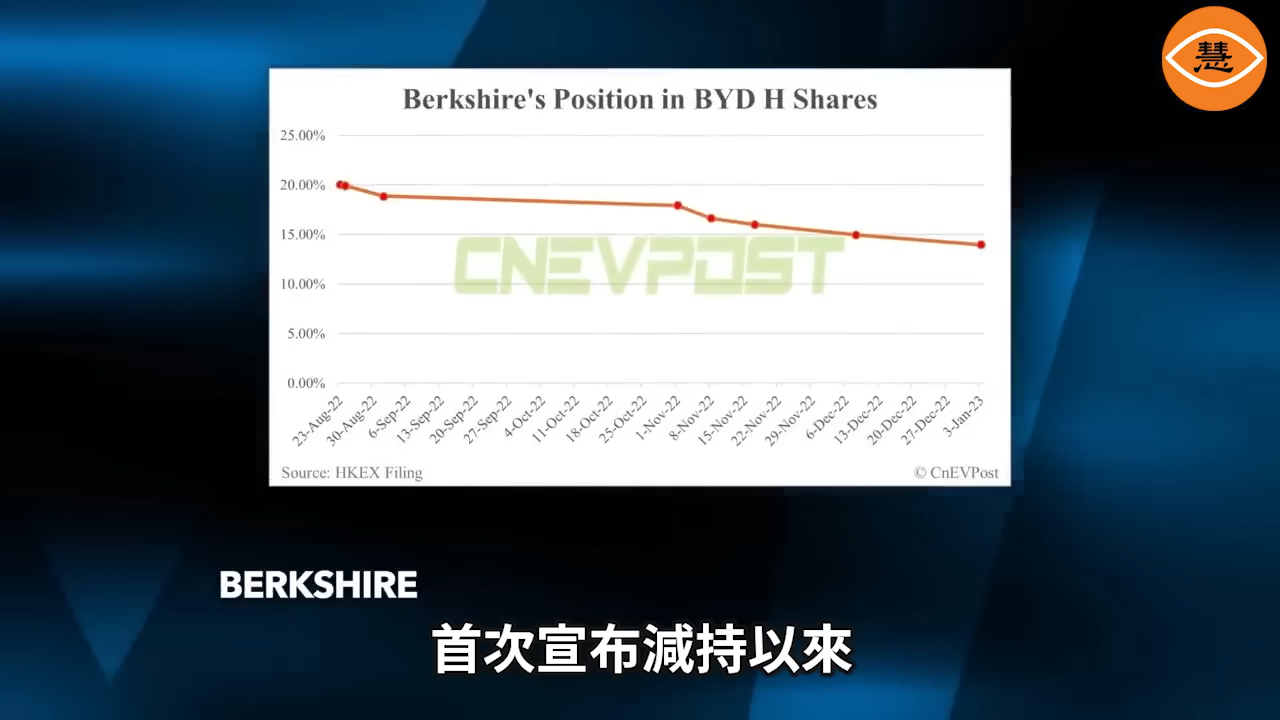 慧
Berkshire's Position in BYD H Shares
25.00%
20.00%
15.00%
10.00%
5.00%
0.00%
CNEVPOST
23-Aug-22
30-Aug-22
6-Sep-22
13-Sep-22
20-Sep-22
27-Sep-22
4-Oct-22
11-Oct-22
18-Oct-22
25-Oct-22
1-Nov-22
8-Nov-22
15-Nov-22
22-Nov-22
29-Nov-22
6-Dec-22
13-Dec-22
20-Dec-22
27-Dec-22
3-Jan-23
Source: HKEX Filing
© CnEVPost
BERKSHIRE
首次宣布減持以來